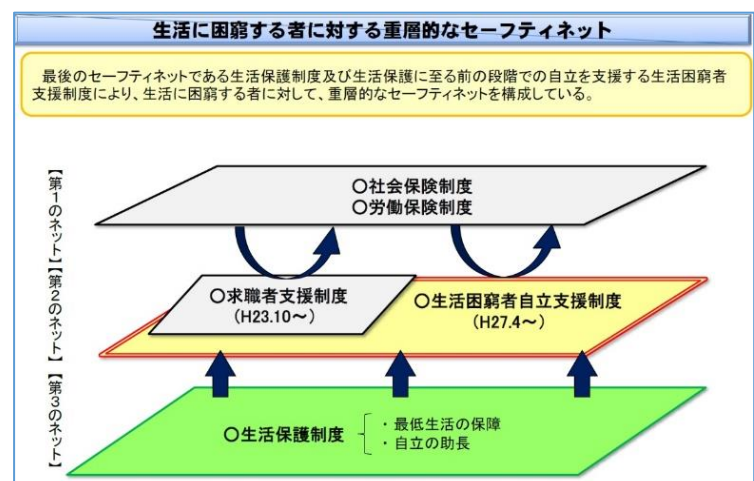 生活に困窮する者に対する重層的なセーフティネット
最後のセーフティネットである生活保護制度及び生活保護に至る前の段階での自立を支援する生活困窮者
支援制度により、生活に困窮する者に対して、重層的なセーフティネットを構成している。
【第1のネット】
〇社会保険制度
〇労働保険制度
【第2のネット】
〇求職者支援制度
(H23.10～)
〇生活困窮者自立支援制度
(H27.4～)
【第3のネット】
〇生活保護制度
・最低生活の保障
・自立の助長